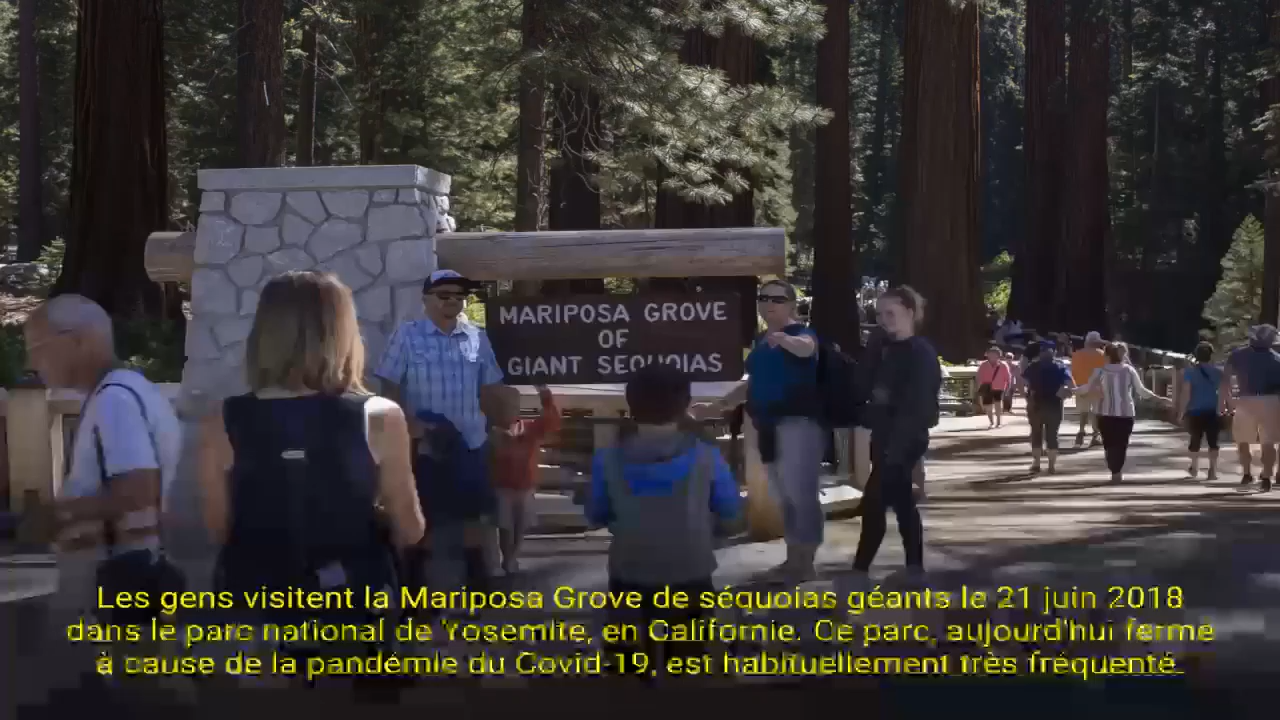 MARIPOSA GROVE
OF
GIANT SEQUOIAS
Les gens visitent la Mariposa Grove de séquoias géants le 21 juin 2018
dans le parc national de Yosemite, en Californie. Ce parc, aujourd'hui fermé
à cause de la pandémie du Covid-19, est habituellement très fréquenté